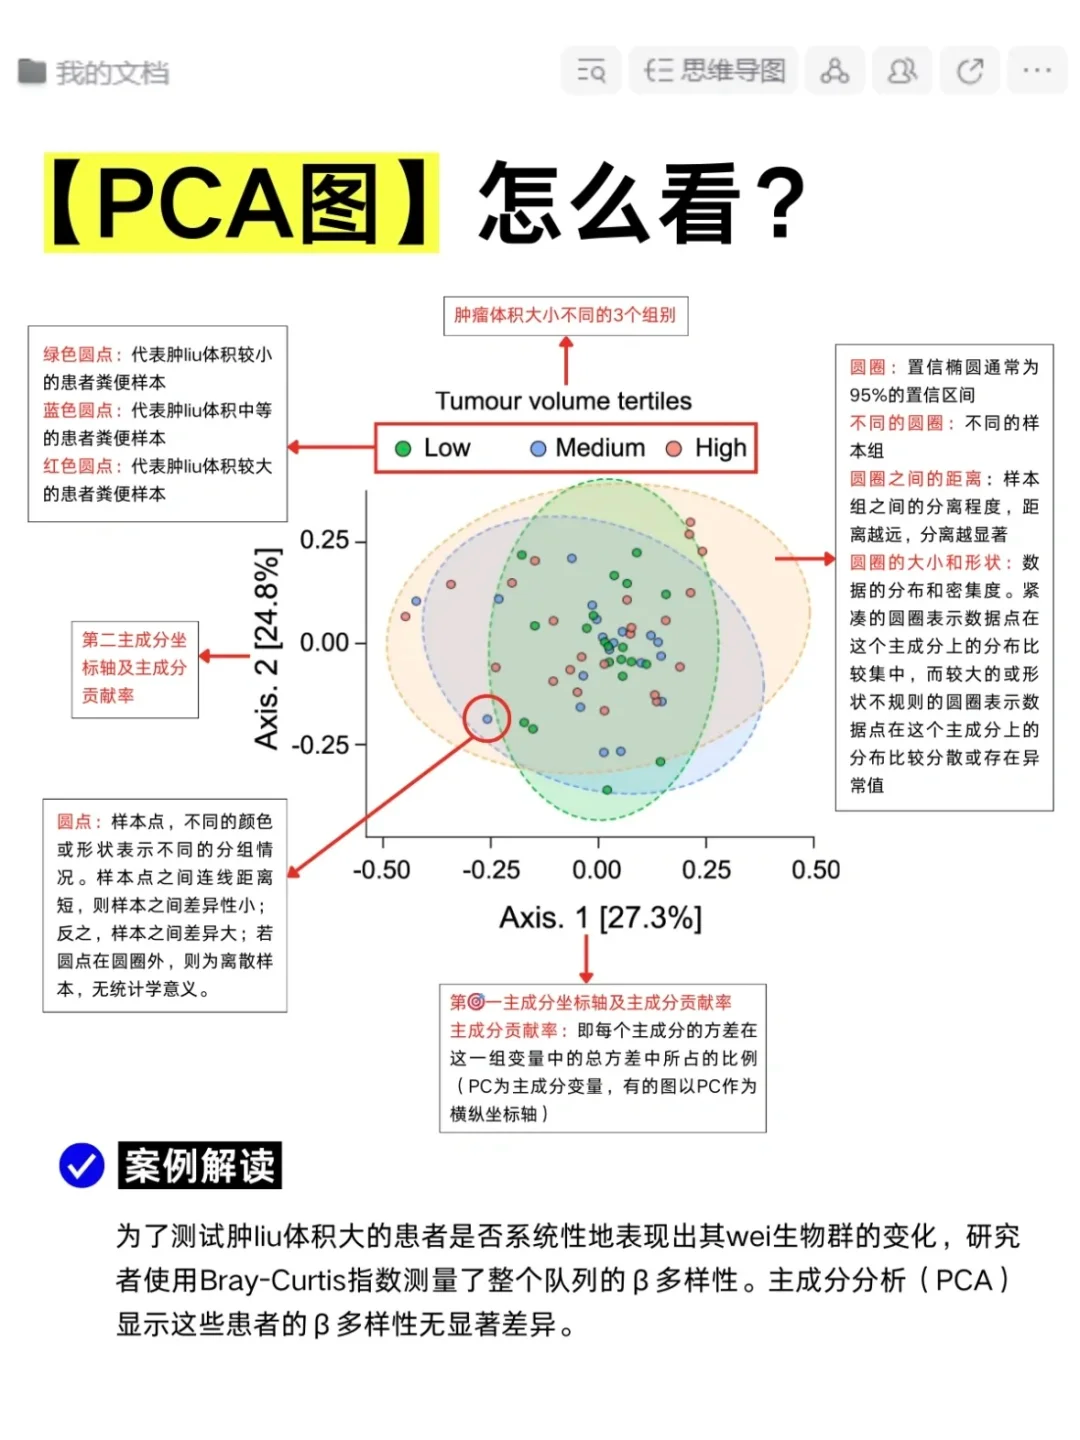 我的文档
思维导图
【PCA图】怎么看?
肿瘤体积大小不同的3个组别
绿色圆点：代表肿liu体积较小
的患者粪便样本
蓝色圆点：代表肿liu体积中等
的患者粪便样本
红色圆点：代表肿liu体积较大
的患者粪便样本
Tumour volume tertiles
Low Medium High
圆圈：置信椭圆通常为
95%的置信区间
不同的圆圈：不同的样
本组
圆圈之间的距离：样本
组之间的分离程度，距
离越远，分离越显著
圆圈的大小和形状：数
据的分布和密集度。紧
凑的圆圈表示数据点在
这个主成分上的分布比
较集中，而较大的或形
状不规则的圆圈表示数
据点在这个主成分上的
分布比较分散或存在异
常值
第二主成分坐
标轴及主成分
贡献率
Axis. 2 [24.8%]
0.25
0.00
-0.25
-0.50 -0.25 0.00 0.25 0.50
Axis. 1 [27.3%]
圆点：样本点，不同的颜色
或形状表示不同的分组情
况。样本点之间连线距离
短，则样本之间差异性小；
反之，样本之间差异大；若
圆点在圆圈外，则为离散样
本，无统计学意义。
第🎯一主成分坐标轴及主成分贡献率
主成分贡献率：即每个主成分的方差在
这一组变量中的总方差中所占的比例
（PC为主成分变量，有的图以PC作为
横纵坐标轴）
案例解读
为了测试肿liu体积大的患者是否系统性地表现出其wei生物群的变化，研究
者使用Bray-Curtis指数测量了整个队列的β多样性。主成分分析（PCA）
显示这些患者的β多样性无显著差异。